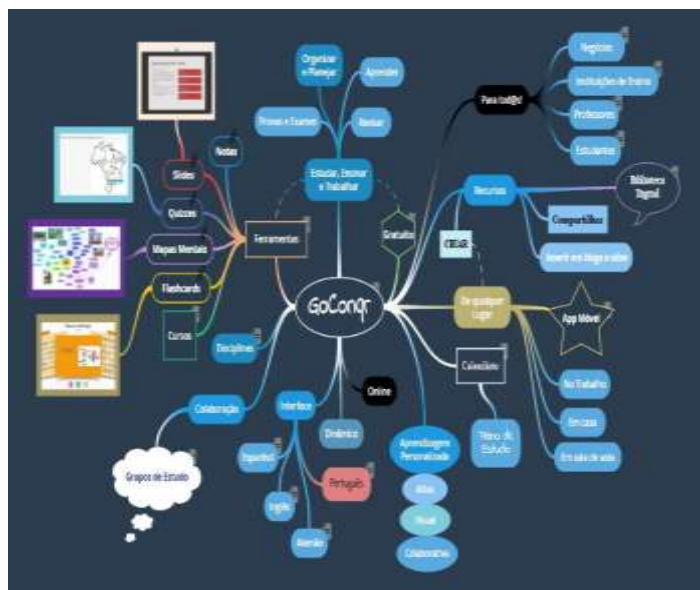 Organizar
e Planejar
Aprender
Provas e Exames
Revisar
Estudar, Ensinar
e Trabalhar
Notas
Slides
Quizzes
Mapas Mentais
Flashcards
Cursos
Ferramentas
Gratuito
Para tod@s!
Negócios
Instituições de Ensino
Professores
Estudantes
Recursos
Biblioteca
Digital
Compartilhar
CRIAR
Inserir em blogs e sites
De qualquer
Lugar
App Móvel
No Trabalho
Em casa
Em sala de aula
GoConqr
Disciplinas
Calendário
Plano de
Estudo
Colaboração
Grupos de Estudo
Interface
Espanhol
Inglês
Alemão
Português
Online
Dinâmico
Aprendizagem
Personalizada
Ativa
Visual
Colaborativa